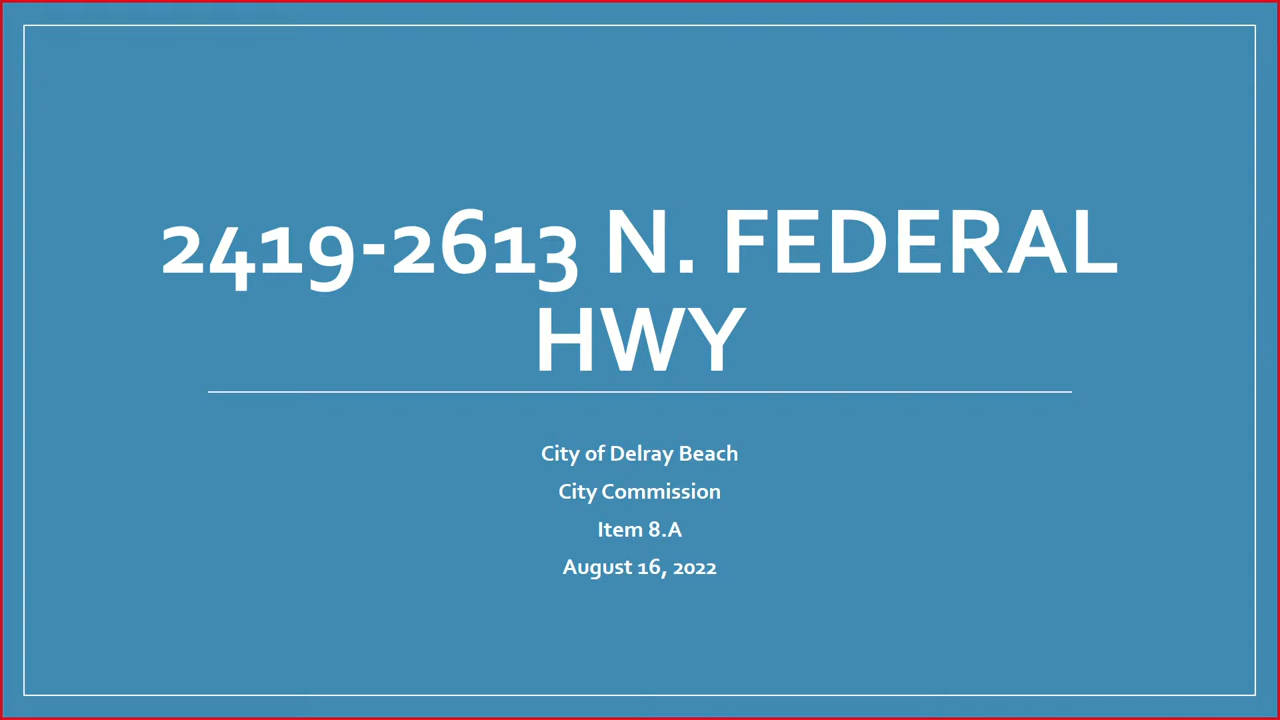 2419-2613 N. FEDERAL
HWY
City of Delray Beach
City Commission
Item 8.A
August 16, 2022